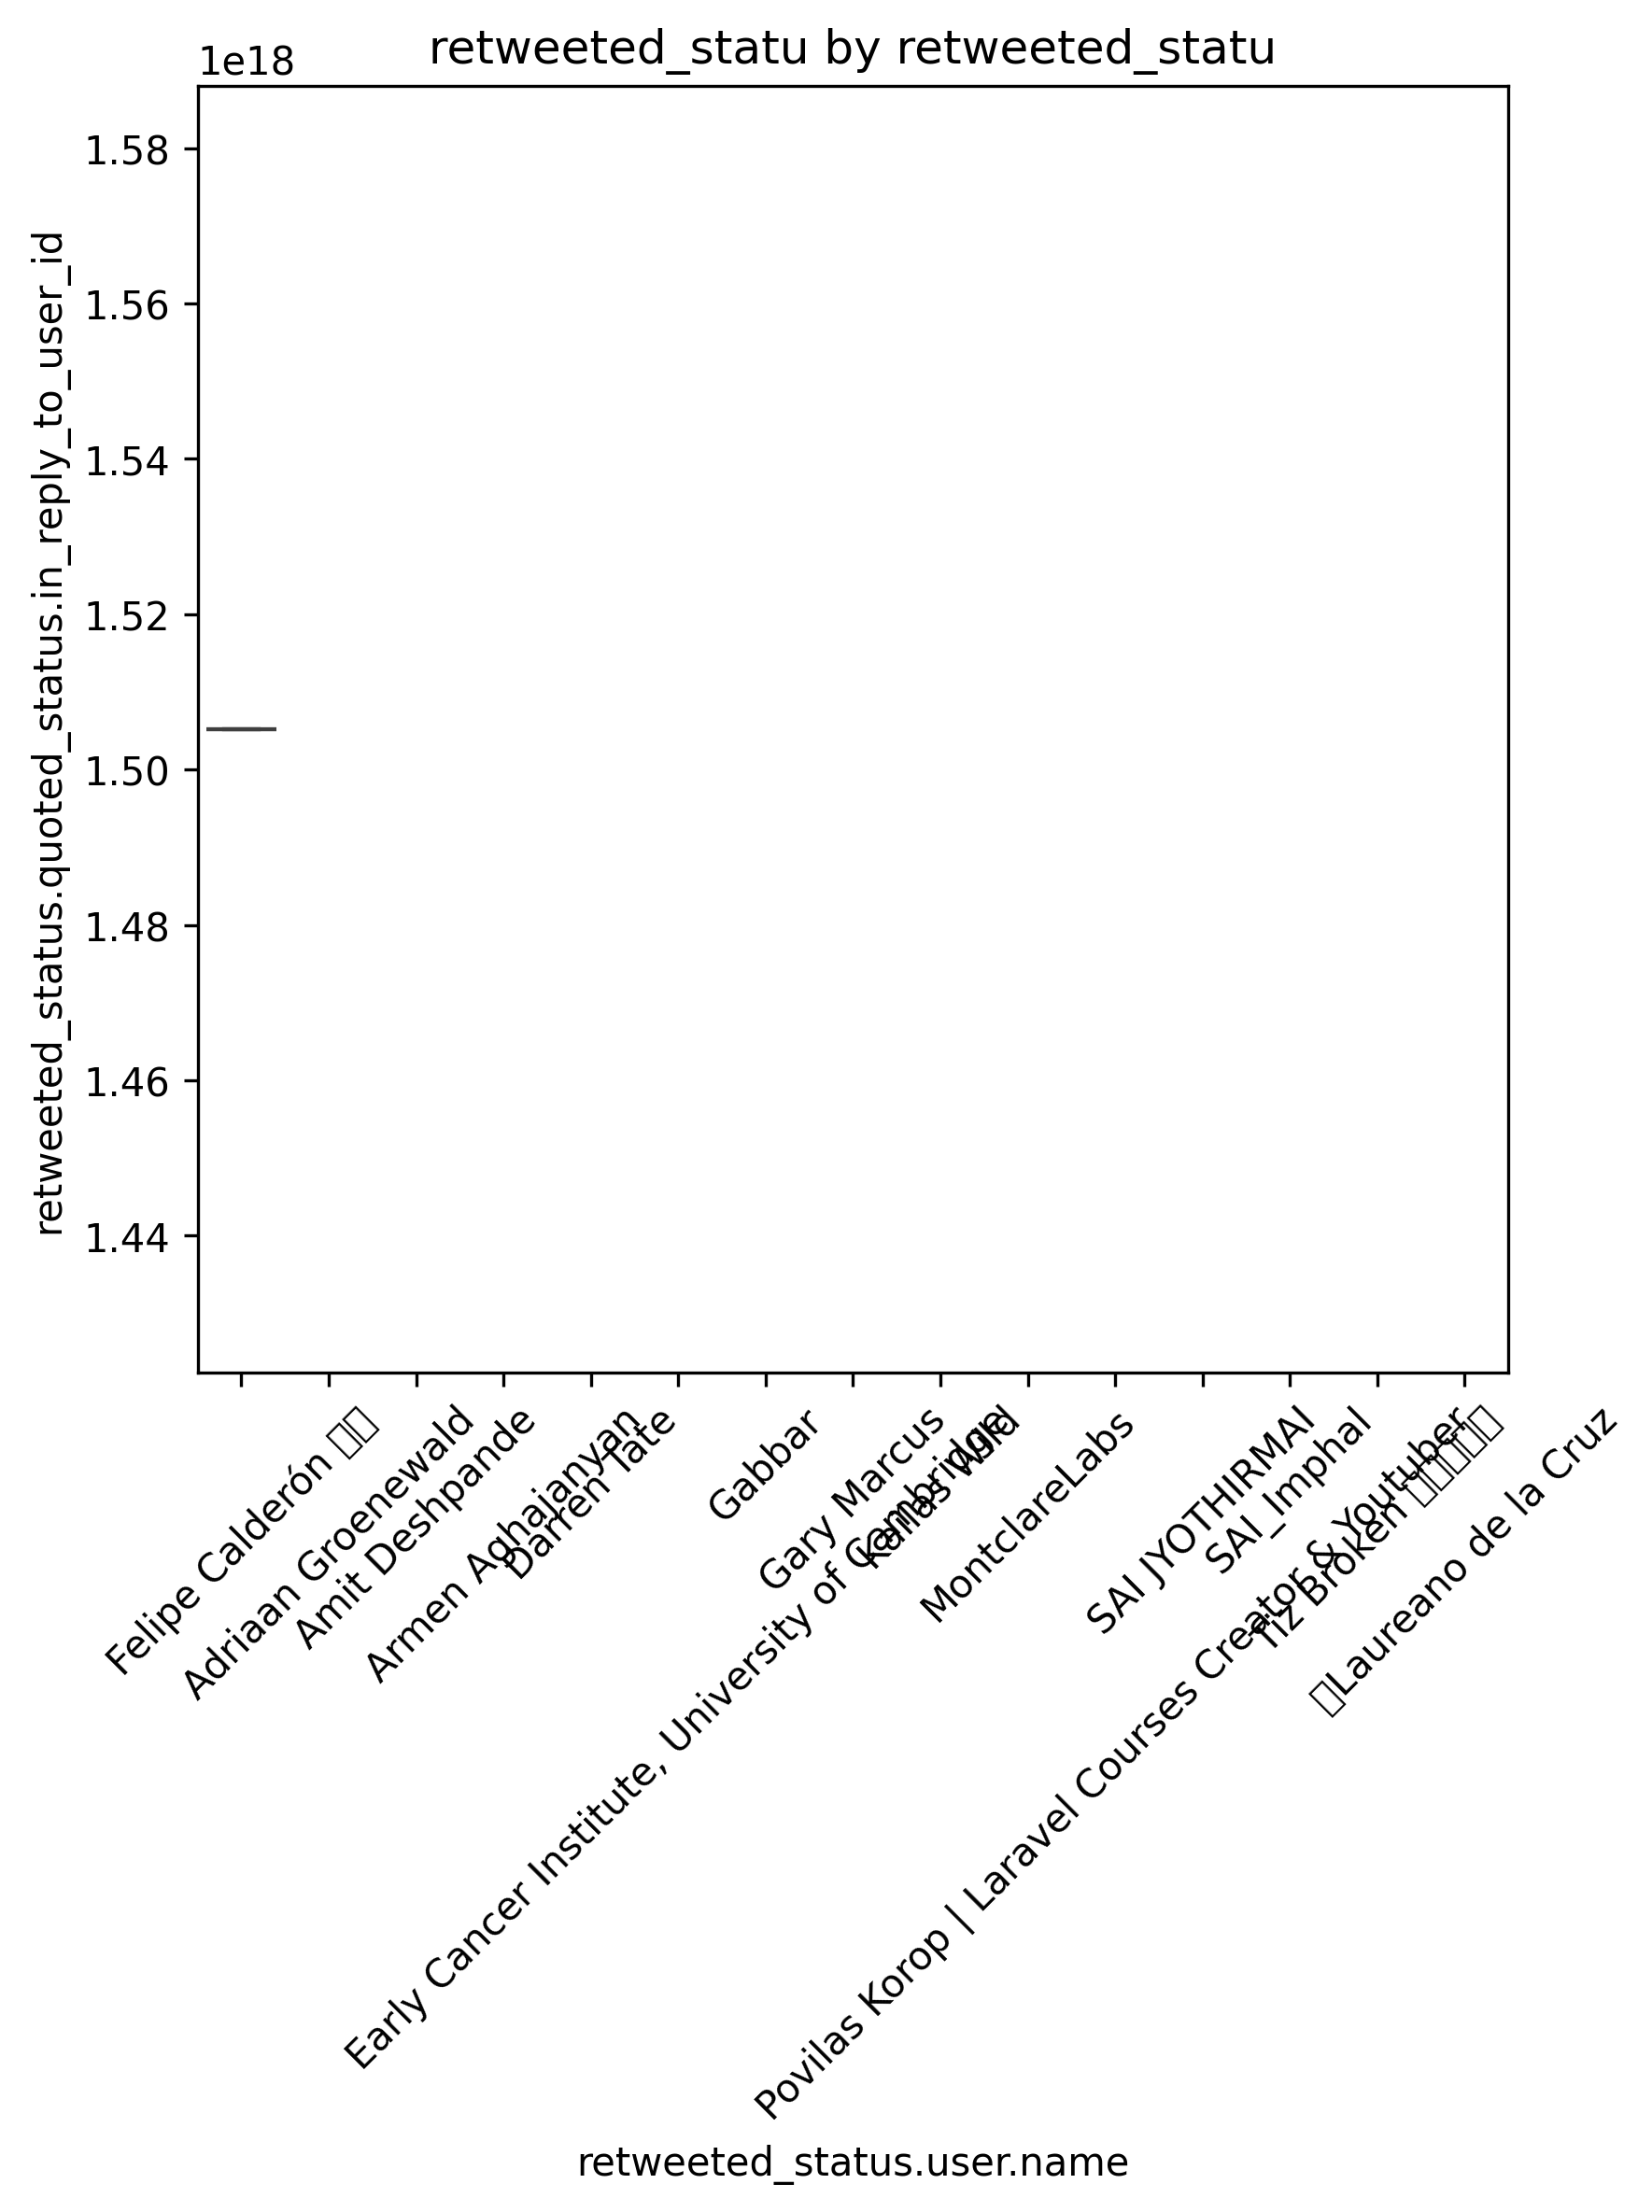 retweeted_statu by retweeted_statu
1e18
1.58
1.56
1.54
1.52
1.50
1.48
1.46
1.44
retweeted_status.quoted_status.in_reply_to_user_id
Felipe Calderón
Adriaan Groenewald
Amit Deshpande
Armen Aghajanyan
Darren Tate
Early Cancer Institute, University of Cambridge
Gabbar
Gary Marcus
Kallas Wild
MontclareLabs
Povilas Korop | Laravel Courses Creator & Youtuber
SAI JYOTHIRMAI
SAI_Imphal
Broken
Laureano de la Cruz
retweeted_status.user.name